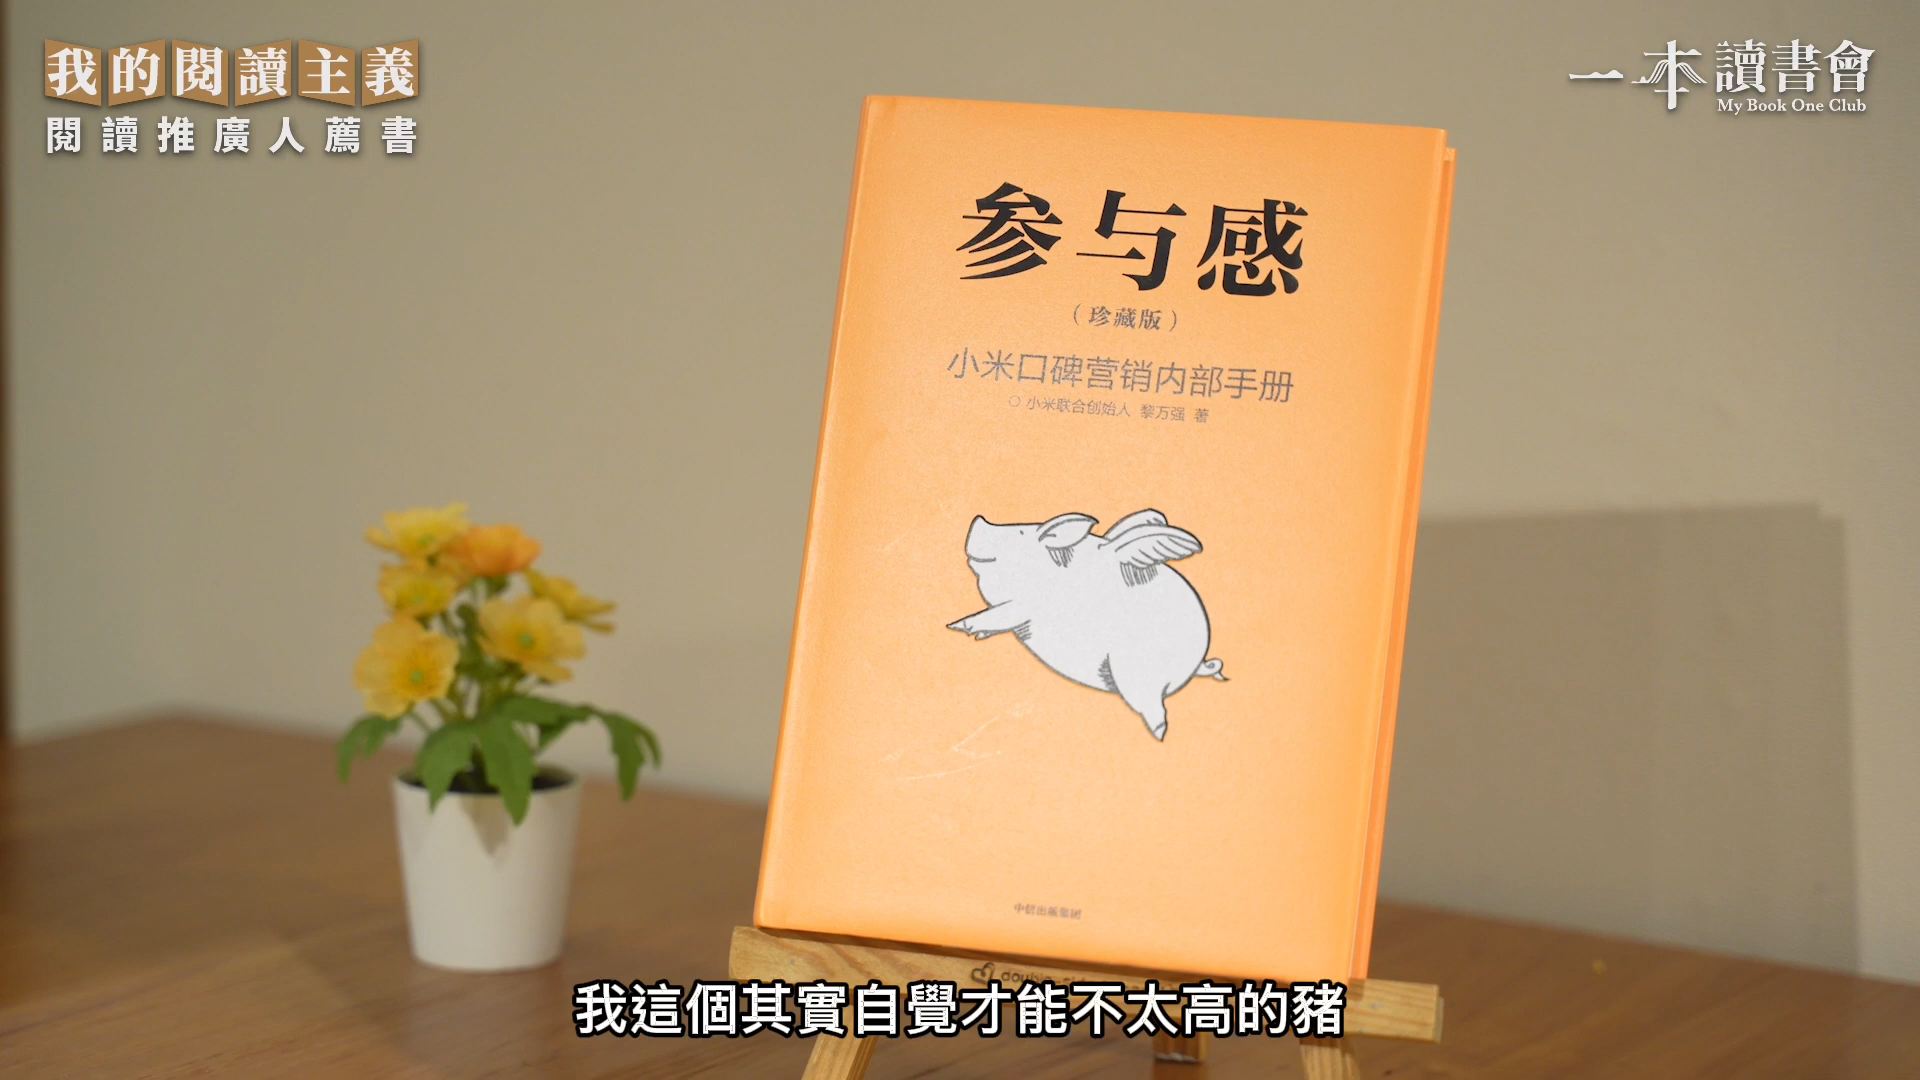 我的閱讀主義
閱讀推廣人薦書
一本讀書會
My Book One Club
参与感
（珍藏版）
小米口碑营销内部手册
小米联合创始人 黎万强 著
中信出版集团
我這個其實自覺才能不太高的豬